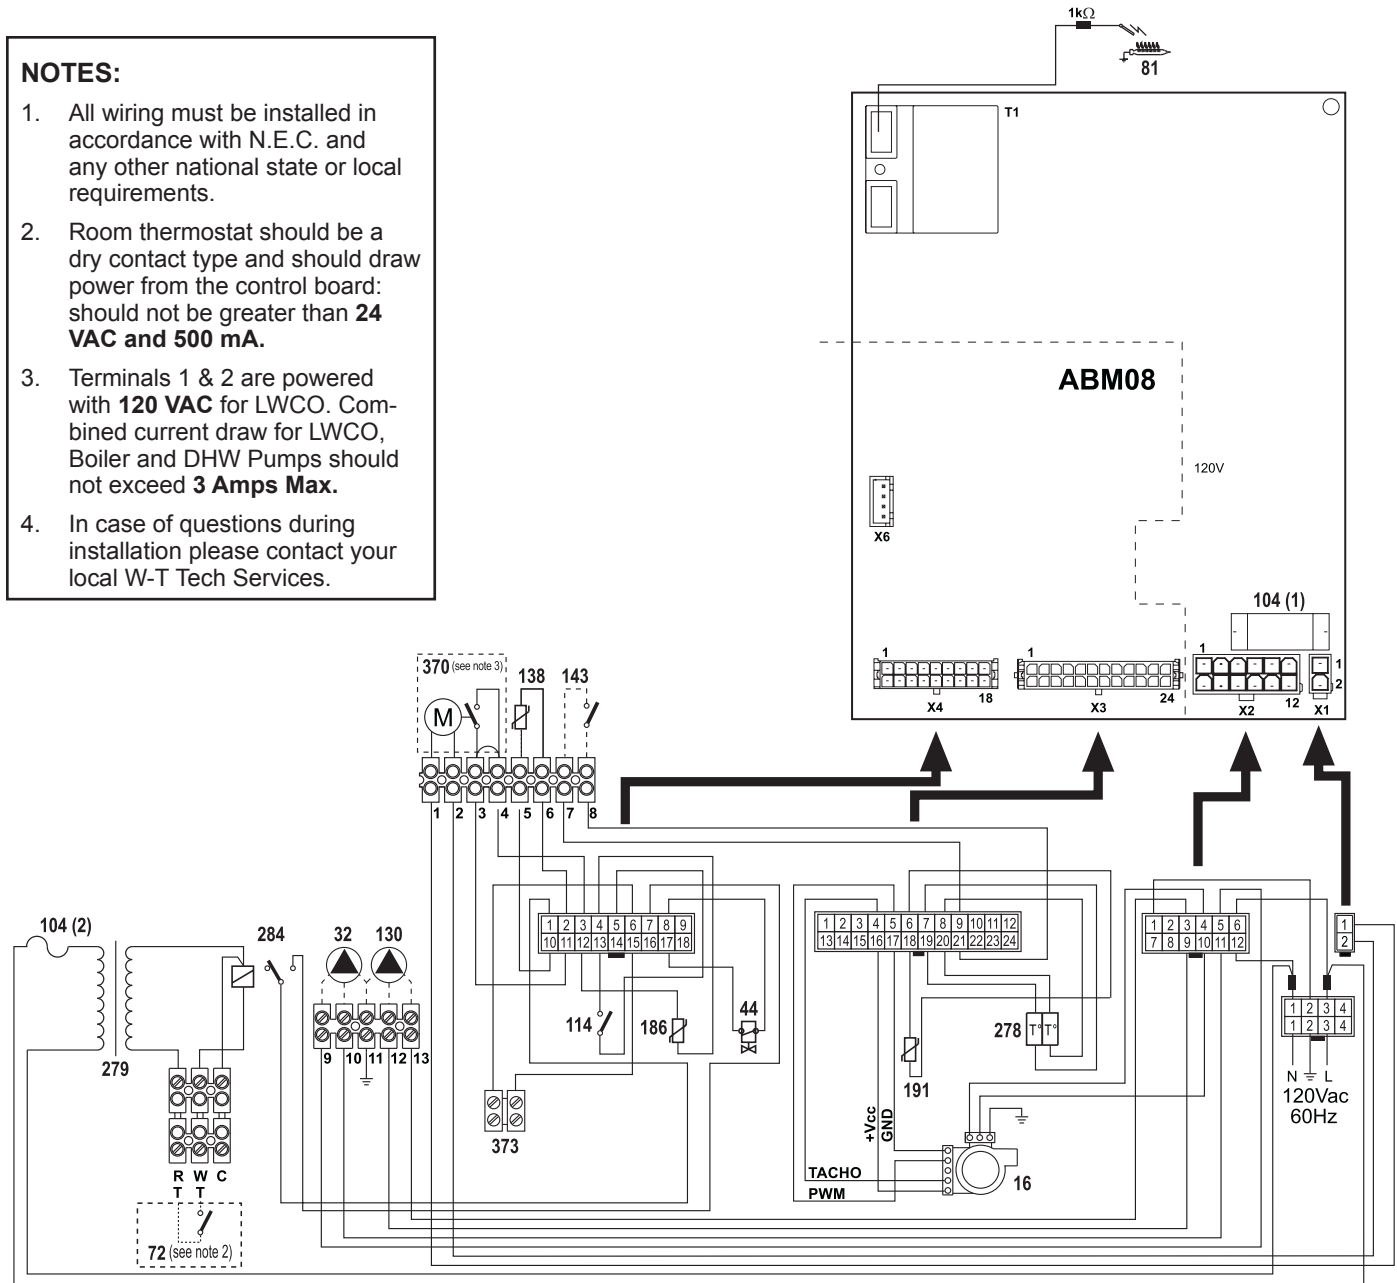 NOTES:
1. All wiring must be installed in
accordance with N.E.C. and
any other national state or local
requirements.
2. Room thermostat should be a
dry contact type and should draw
power from the control board:
should not be greater than 24
VAC and 500 mA.
3. Terminals 1 & 2 are powered
with 120 VAC for LWCO. Com-
bined current draw for LWCO,
Boiler and DHW Pumps should
not exceed 3 Amps Max.
4. In case of questions during
installation please contact your
local W-T Tech Services.
1kΩ
81
T1
ABM08
120V
X6
104 (1)
1 1 1 1
2
18 24 12
X4 X3 X2 X1
370 (see note 3) 138 143
M
1 2 3 4 5 6 7 8
104 (2) 284 32 130
1 2 3 4 5 6 7 8 9
10 11 12 13 14 15 16 17 18
1 2 3 4 5 6 7 8 9 10 11 12
13 14 15 16 17 18 19 20 21 22 23 24
1 2 3 4 5 6
7 8 9 10 11 12
1
2
1 2 3 4
1 2 3 4
114 186 44
278 T° T°
279
9 10 11 12 13
191
N L
120Vac
60Hz
373
+Vcc
GND
TACHO
PWM
16
R W C
T T
72 (see note 2)